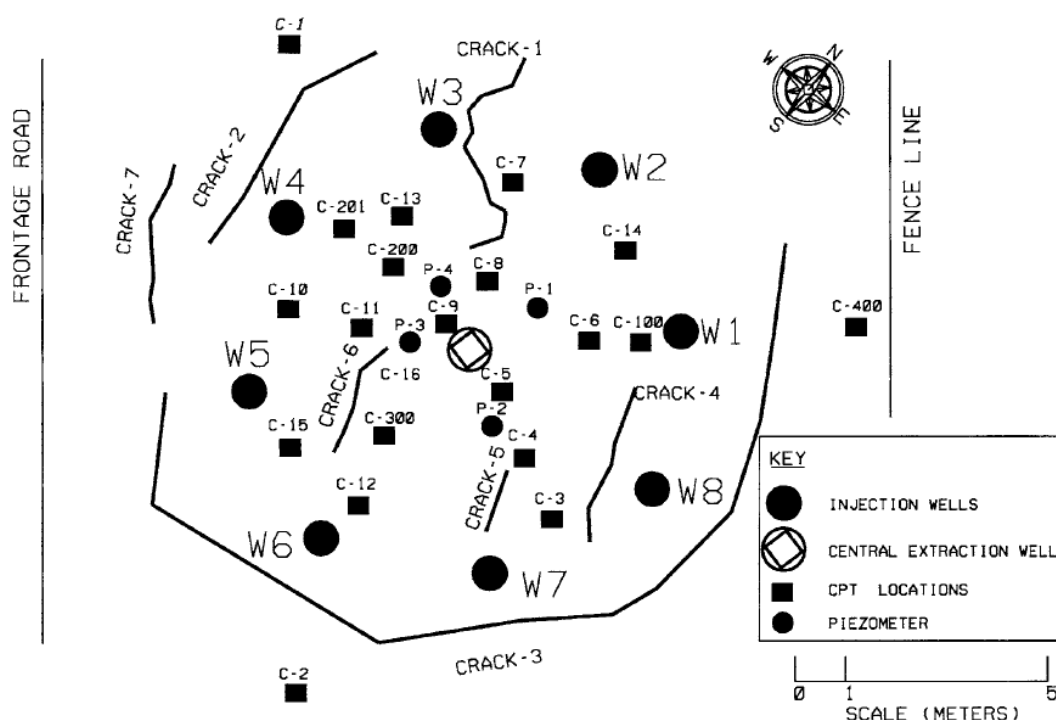 C-1
CRACK-1
W3
N
W
E
S
FRONTAGE ROAD
FENCE LINE
CRACK-2
CRACK-7
W4
W2
C-7
C-13
C-201
C-14
C-200
P-4
C-8
P-1
C-10
C-11
C-9
P-3
C-6
C-100
W1
C-400
W5
CRACK-6
C-16
C-5
CRACK-4
P-2
C-15
C-300
C-4
CRACK-5
C-12
C-3
W8
W6
W7
CRACK-3
C-2
KEY
INJECTION WELLS
CENTRAL EXTRACTION WELL
CPT LOCATIONS
PIEZOMETER
0 1 5
SCALE (METERS)